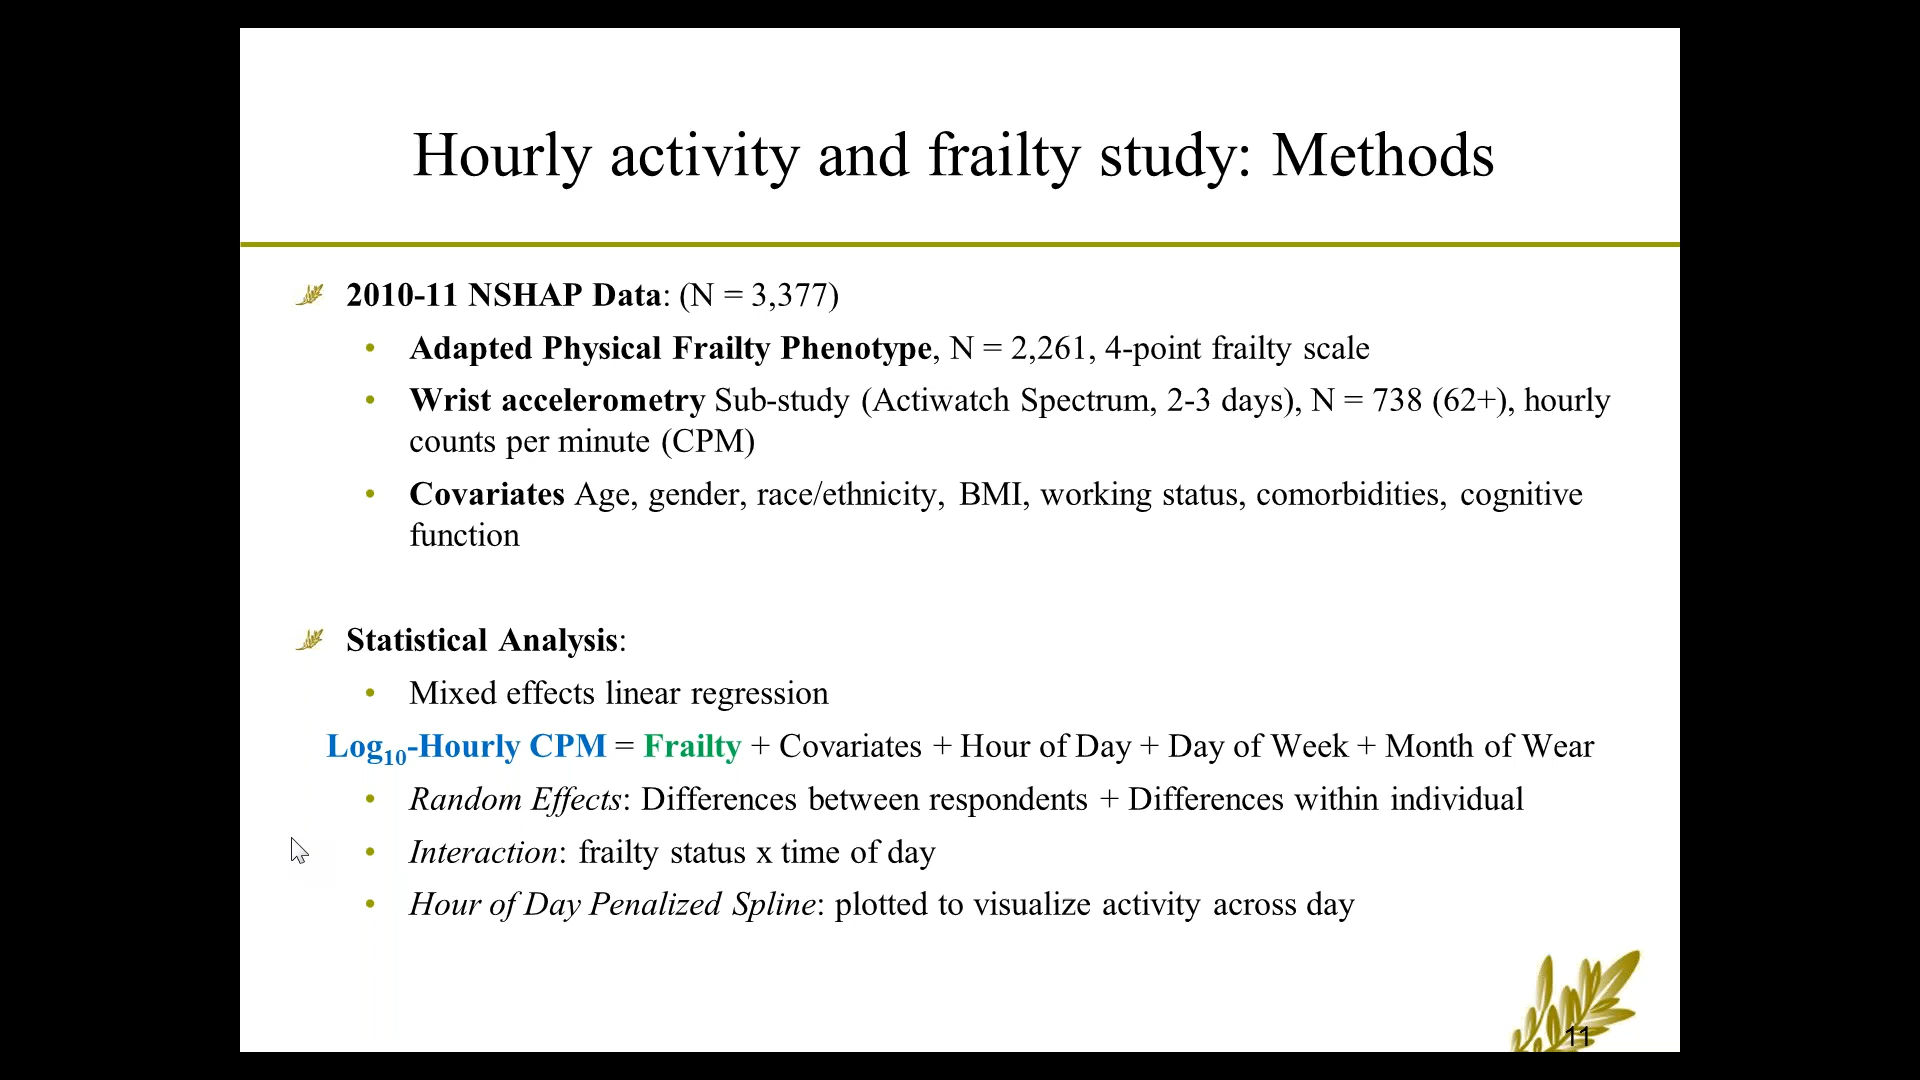 Hourly activity and frailty study: Methods
2010-11 NSHAP Data: (N = 3,377)
• Adapted Physical Frailty Phenotype, N = 2,261, 4-point frailty scale
• Wrist accelerometry Sub-study (Actiwatch Spectrum, 2-3 days), N = 738 (62+), hourly
counts per minute (CPM)
• Covariates Age, gender, race/ethnicity, BMI, working status, comorbidities, cognitive
function
Statistical Analysis:
• Mixed effects linear regression
Log₁₀-Hourly CPM = Frailty + Covariates + Hour of Day + Day of Week + Month of Wear
• Random Effects: Differences between respondents + Differences within individual
• Interaction: frailty status x time of day
• Hour of Day Penalized Spline: plotted to visualize activity across day
11